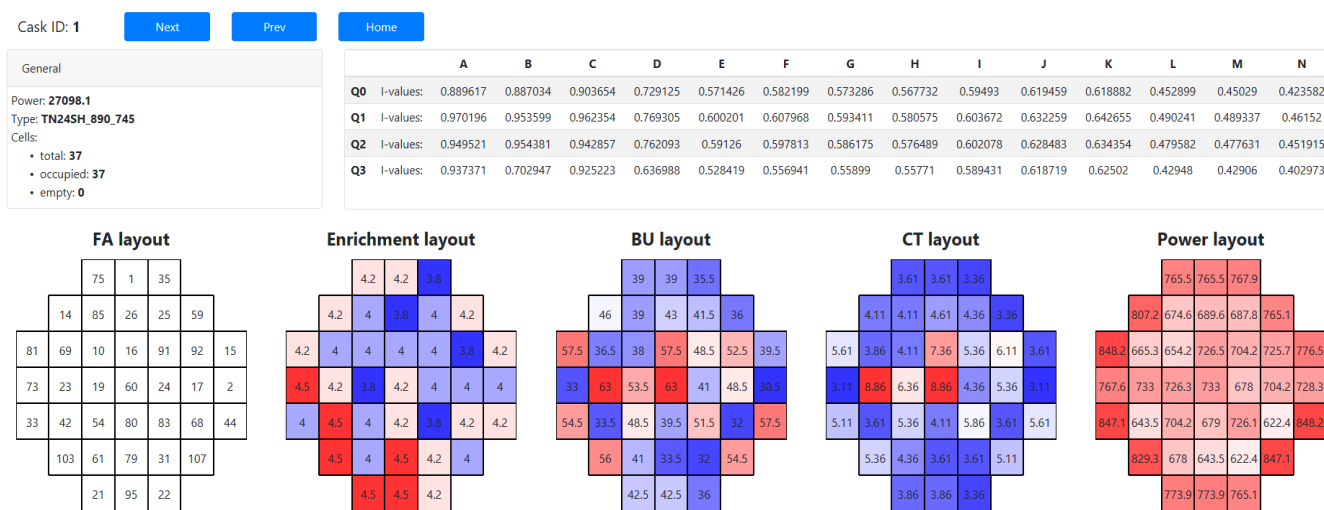 Cask ID: 1 Next Prev Home
General
Power: 27098.1
Type: TN24SH_890_745
Cells:
• total: 37
• occupied: 37
• empty: 0
A B C D E F G H I J K L M N
Q0 I-values: 0.889617 0.887034 0.903654 0.729125 0.571426 0.582199 0.573286 0.567732 0.59493 0.619459 0.618882 0.452899 0.45029 0.423582
Q1 I-values: 0.970196 0.953599 0.962354 0.769305 0.600201 0.607968 0.593411 0.580575 0.603672 0.632259 0.642655 0.490241 0.489337 0.46152
Q2 I-values: 0.949521 0.954381 0.942857 0.762093 0.59126 0.597813 0.586175 0.576489 0.602078 0.628483 0.634354 0.479582 0.477631 0.451915
Q3 I-values: 0.937371 0.702947 0.925223 0.636988 0.528419 0.556941 0.55899 0.55771 0.589431 0.618719 0.62502 0.42948 0.42906 0.402973
FA layout
75 1 35
14 85 26 25 59
81 69 10 16 91 92 15
73 23 19 60 24 17 2
33 42 54 80 83 68 44
103 61 79 31 107
21 95 22
Enrichment layout
4.2 4.2 3.8
4.2 4 3.8 4 4.2
4.2 4 4 4 4 3.8 4.2
4.5 4.2 3.8 4.2 4 4 4
4 4.5 4 4.2 3.8 4.2 4.2
4.5 4 4.5 4.2 4
4.5 4.5 4.2
BU layout
39 39 35.5
46 39 43 41.5 36
57.5 36.5 38 57.5 48.5 52.5 39.5
33 63 53.5 63 41 48.5 30.5
54.5 33.5 48.5 39.5 51.5 32 57.5
56 41 33.5 32 54.5
42.5 42.5 36
CT layout
3.61 3.61 3.36
4.11 4.11 4.61 4.36 3.36
5.61 3.86 4.11 7.36 5.36 6.11 3.61
3.11 8.86 6.36 8.86 4.36 5.36 3.11
5.11 3.61 5.36 4.11 5.86 3.61 5.61
5.36 4.36 3.61 3.61 5.11
3.86 3.86 3.36
Power layout
765.5 765.5 767.9
807.2 674.6 689.6 687.8 765.1
848.2 665.3 654.2 726.5 704.2 725.7 776.5
767.6 733 726.3 733 678 704.2 728.3
847.1 643.5 704.2 679 726.1 622.4 848.2
829.3 678 643.5 622.4 847.1
773.9 773.9 765.1